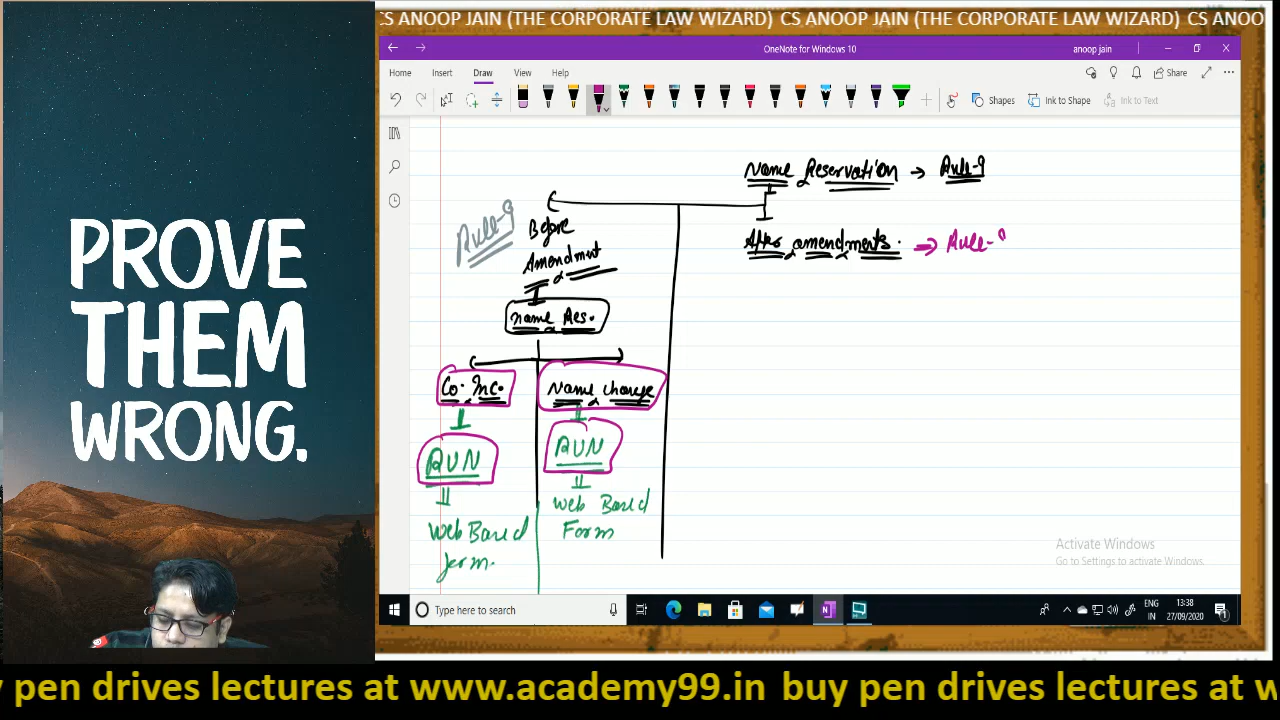 CS ANOOP JAIN (THE CORPORATE LAW WIZARD) CS ANOOP JAIN (THE CORPORATE LAW WIZARD) CS ANOO
OneNote for Windows 10
anoop jain
Home Insert Draw View Help
Share
Shapes Ink to Shape Ink to Text
PROVE
THEM
WRONG.
Name Reservation → Rule-9
Rule-9
Before
Amendment
After amendments. ⇒ Rule-9
Name Res.
Co. Inc. Name change
RUN RUN
Web Based
Form
Web Based
form.
Activate Windows
Go to Settings to activate Windows.
Type here to search
ENG
IN
13:38
27/09/2020
y pen drives lectures at www.academy99.in buy pen drives lectures at w